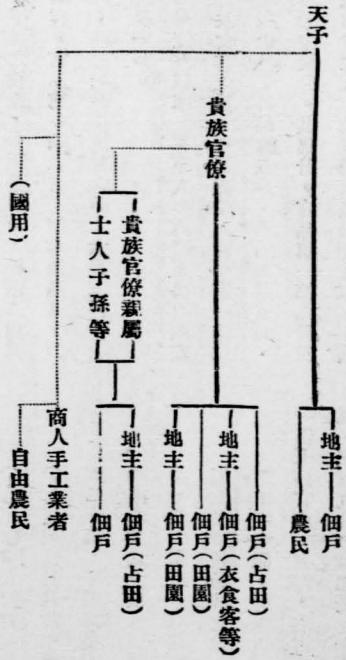 天子
地主 佃戶
農民
貴族官僚
佃戶(占田)
地主 佃戶(衣食客等)
佃戶(田園)
地主 佃戶(田園)
貴族官僚親屬
士人子孫等
地主 佃戶(占田)
佃戶
商人手工業者
(國用)
自由農民